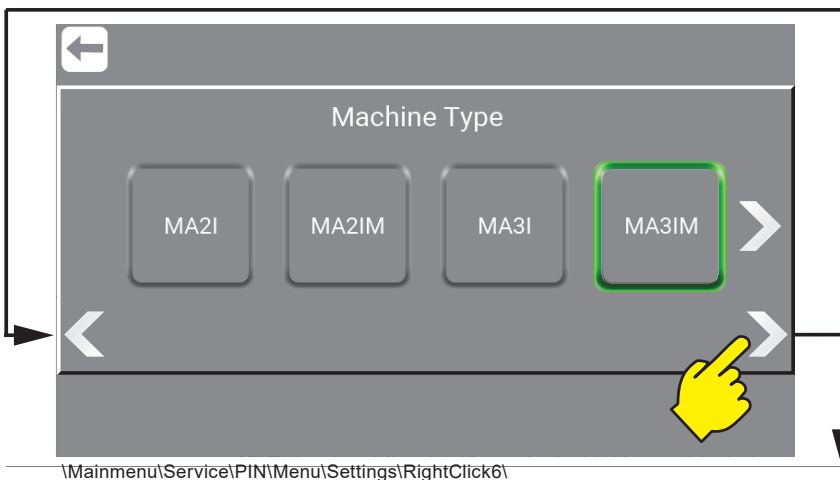 Machine Type
MA2I MA2IM MA3I MA3IM
\Mainmenu\Service\PIN\Menu\Settings\RightClick6\